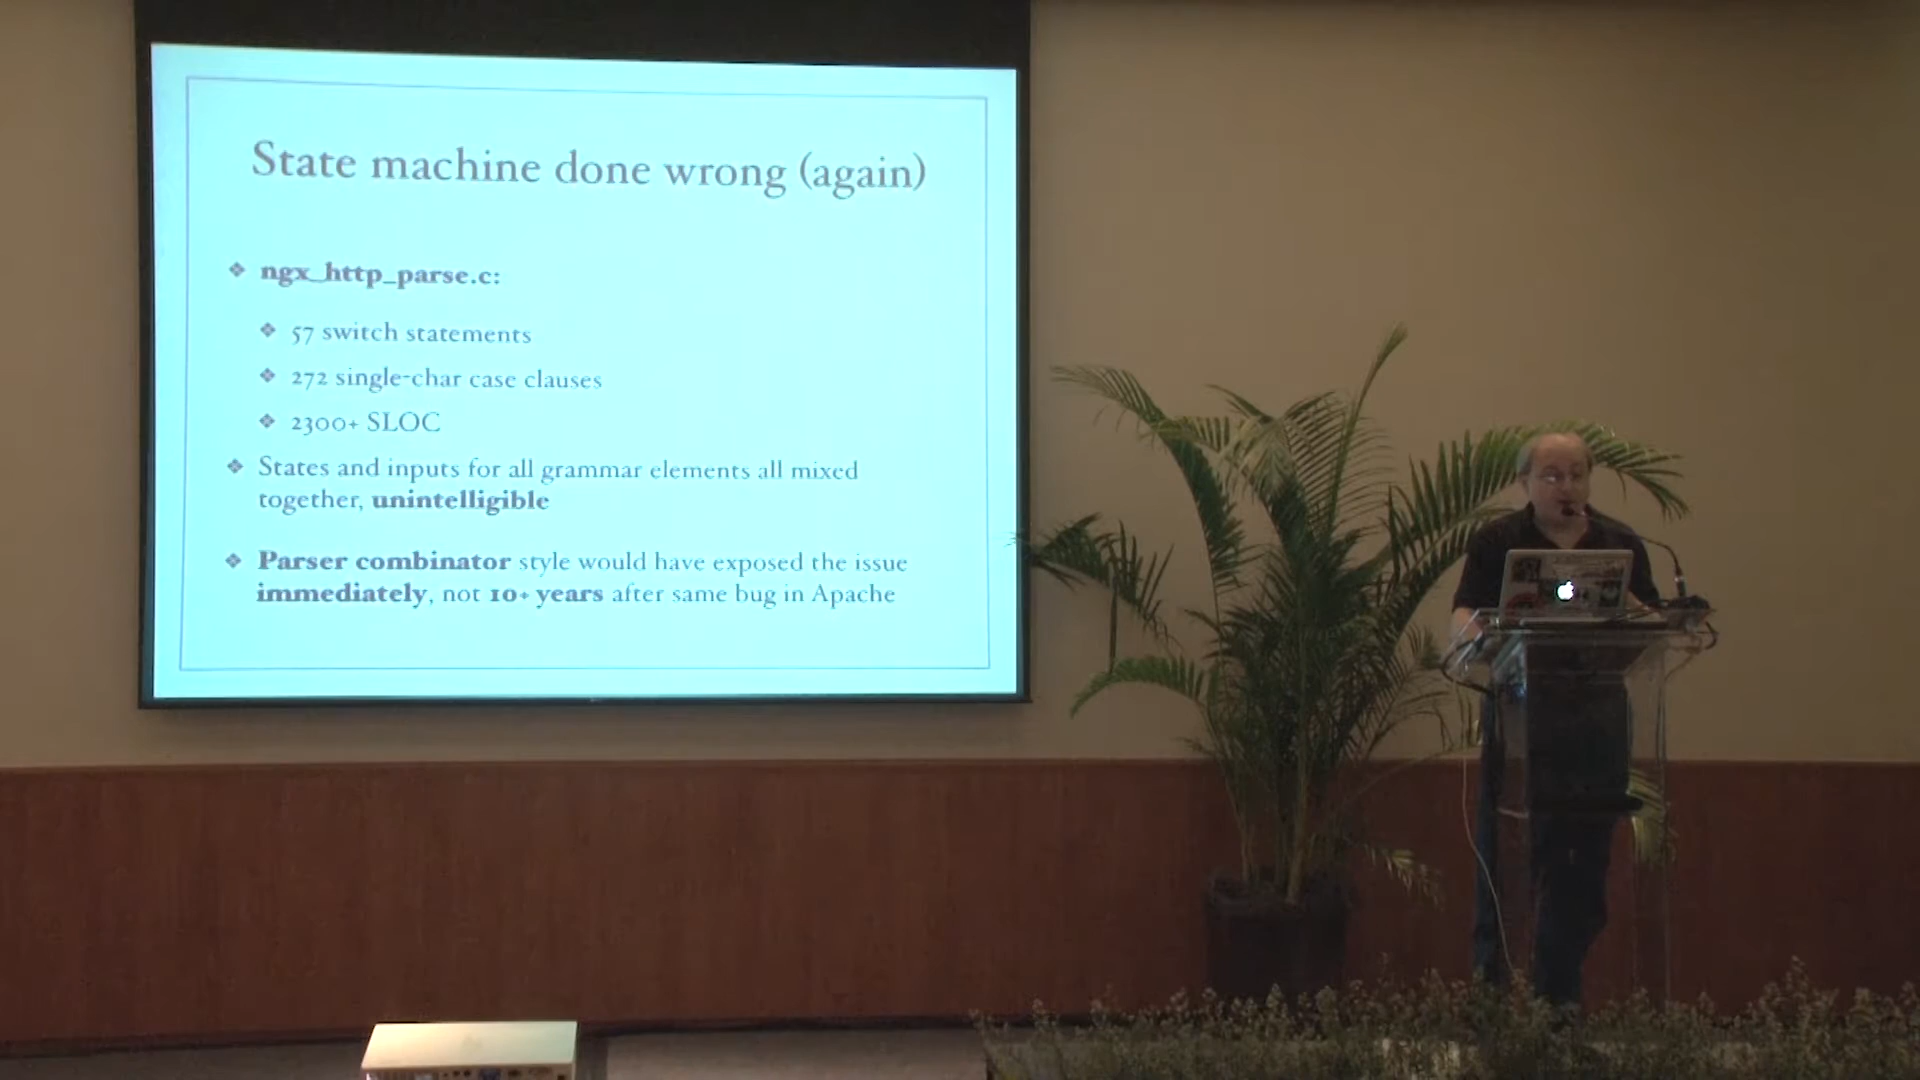 State machine done wrong (again)
ngx_http_parse.c:
57 switch statements
272 single-char case clauses
2300+ SLOC
States and inputs for all grammar elements all mixed
together, unintelligible
Parser combinator style would have exposed the issue
immediately, not 10+ years after same bug in Apache